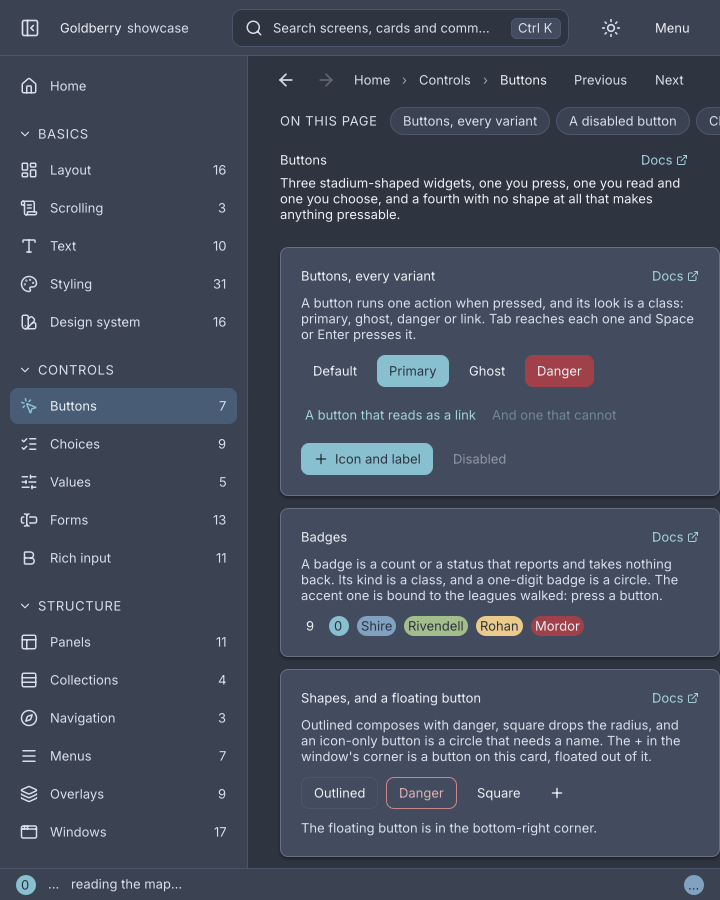 Goldberry showcase
Search screens, cards and comm...
Ctrl K
Menu
Home
BASICS
Layout 16
Scrolling 3
Text 10
Styling 31
Design system 16
CONTROLS
Buttons 7
Choices 9
Values 5
Forms 13
Rich input 11
STRUCTURE
Panels 11
Collections 4
Navigation 3
Menus 7
Overlays 9
Windows 17
Home › Controls › Buttons
Previous
Next
ON THIS PAGE
Buttons, every variant
A disabled button
Buttons
Docs
Three stadium-shaped widgets, one you press, one you read and
one you choose, and a fourth with no shape at all that makes
anything pressable.
Buttons, every variant
Docs
A button runs one action when pressed, and its look is a class:
primary, ghost, danger or link. Tab reaches each one and Space
or Enter presses it.
Default Primary Ghost Danger
A button that reads as a link And one that cannot
Icon and label Disabled
Badges
Docs
A badge is a count or a status that reports and takes nothing
back. Its kind is a class, and a one-digit badge is a circle. The
accent one is bound to the leagues walked: press a button.
9 0 Shire Rivendell Rohan Mordor
Shapes, and a floating button
Docs
Outlined composes with danger, square drops the radius, and
an icon-only button is a circle that needs a name. The + in the
window's corner is a button on this card, floated out of it.
Outlined Danger Square +
The floating button is in the bottom-right corner.
0 ... reading the map...
...